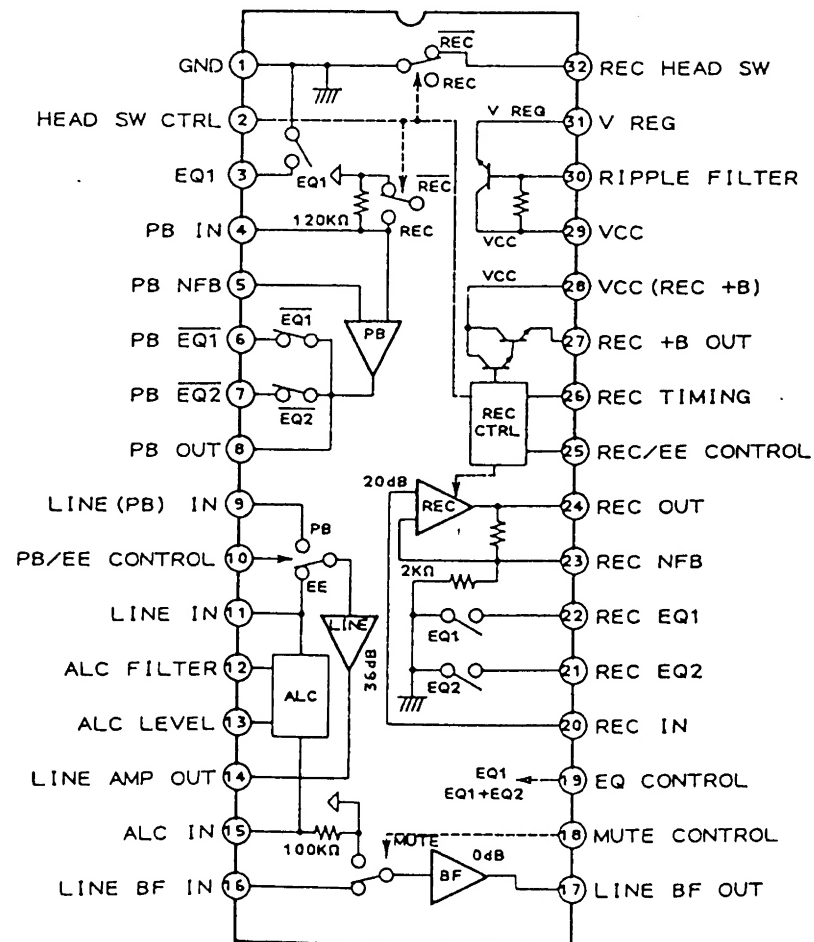 GND 1
HEAD SW CTRL 2
EQ1 3
PB IN 4
PB NFB 5
PB EQ1 6
PB EQ2 7
PB OUT 8
LINE (PB) IN 9
PB/EE CONTROL 10
LINE IN 11
ALC FILTER 12
ALC LEVEL 13
LINE AMP OUT 14
ALC IN 15
LINE BF IN 16
REC
REC
EQ1
REC
REC
120KΩ
PB
EQ1
EQ2
PB
EE
LINE
36dB
ALC
100KΩ
MUTE
BF
0dB
V REG
VCC
VCC
REC
CTRL
20dB
REC
2KΩ
EQ1
EQ2
EQ1
EQ1+EQ2
32 REC HEAD SW
31 V REG
30 RIPPLE FILTER
29 VCC
28 VCC (REC +B)
27 REC +B OUT
26 REC TIMING
25 REC/EE CONTROL
24 REC OUT
23 REC NFB
22 REC EQ1
21 REC EQ2
20 REC IN
19 EQ CONTROL
18 MUTE CONTROL
17 LINE BF OUT